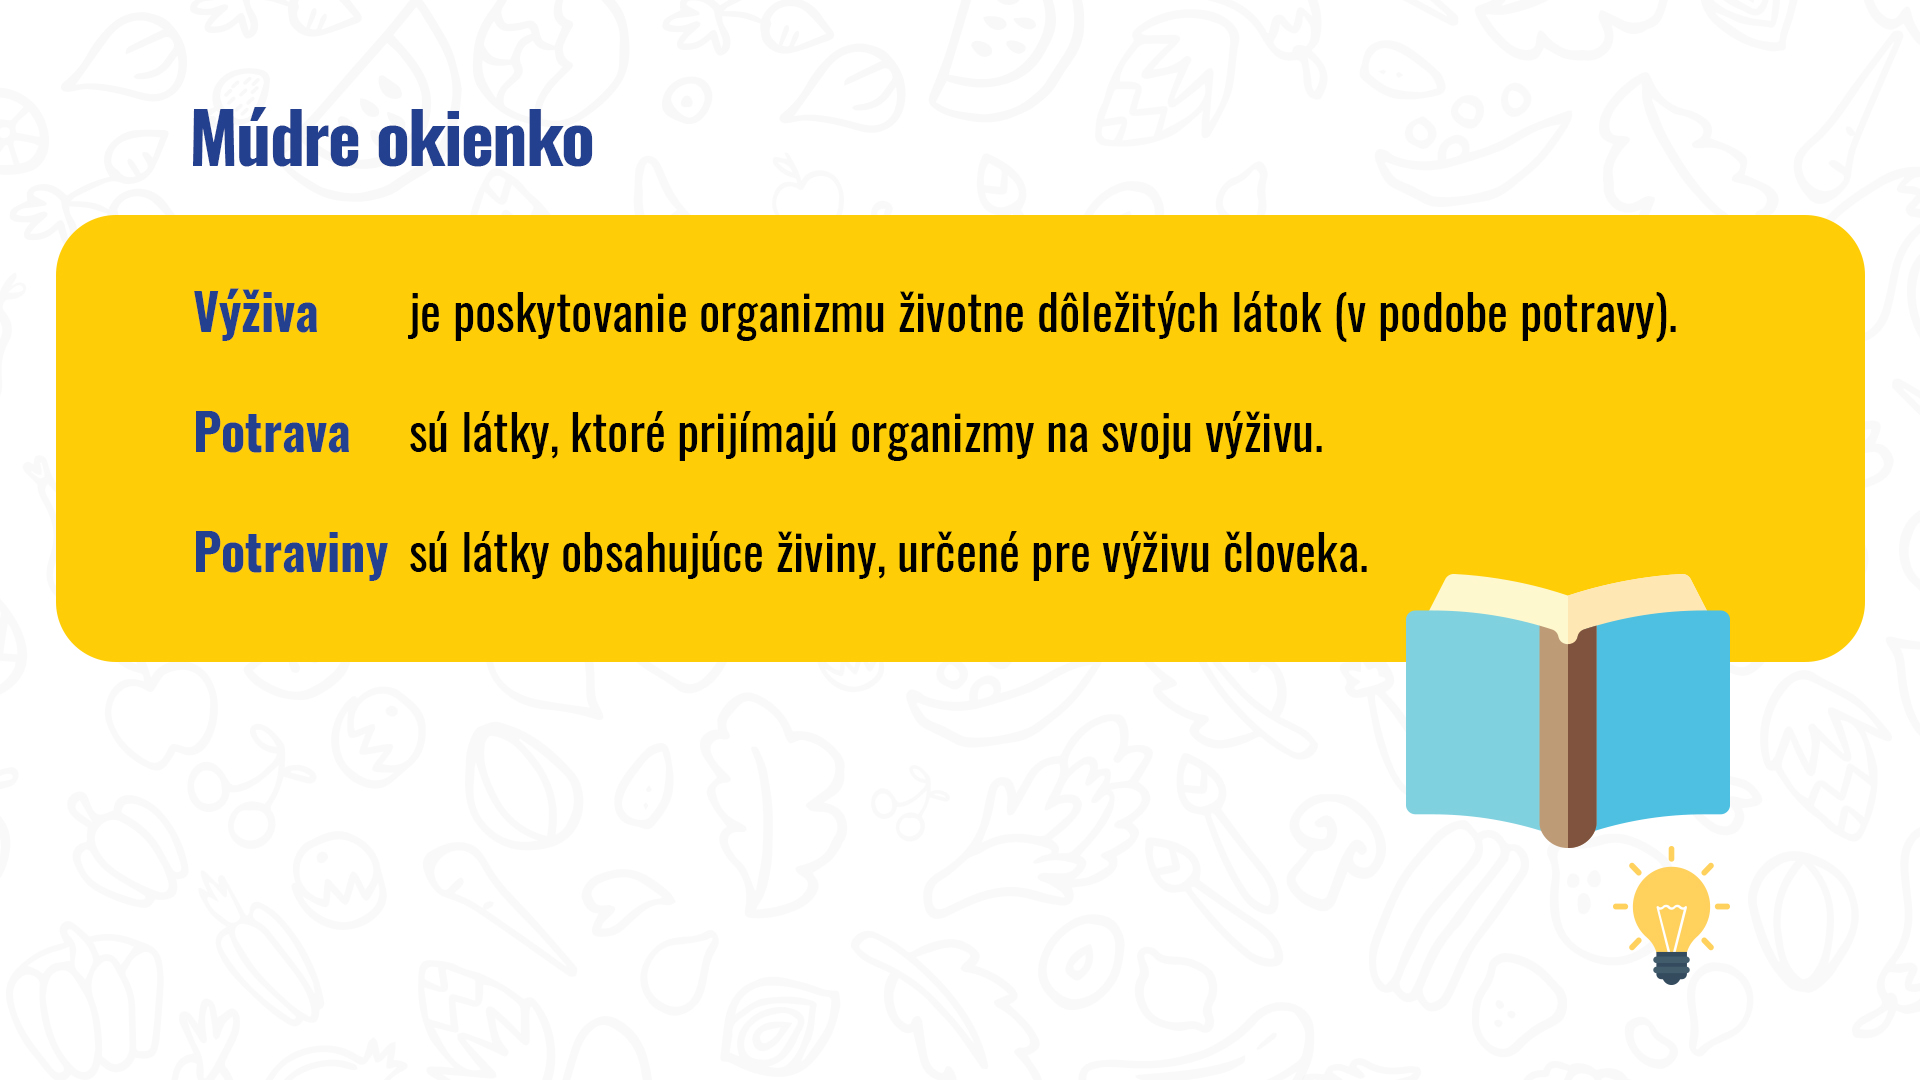 Múdre okienko
Výživa je poskytovanie organizmu životne dôležitých látok (v podobe potravy).
Potrava sú látky, ktoré prijímajú organizmy na svoju výživu.
Potraviny sú látky obsahujúce živiny, určené pre výživu človeka.